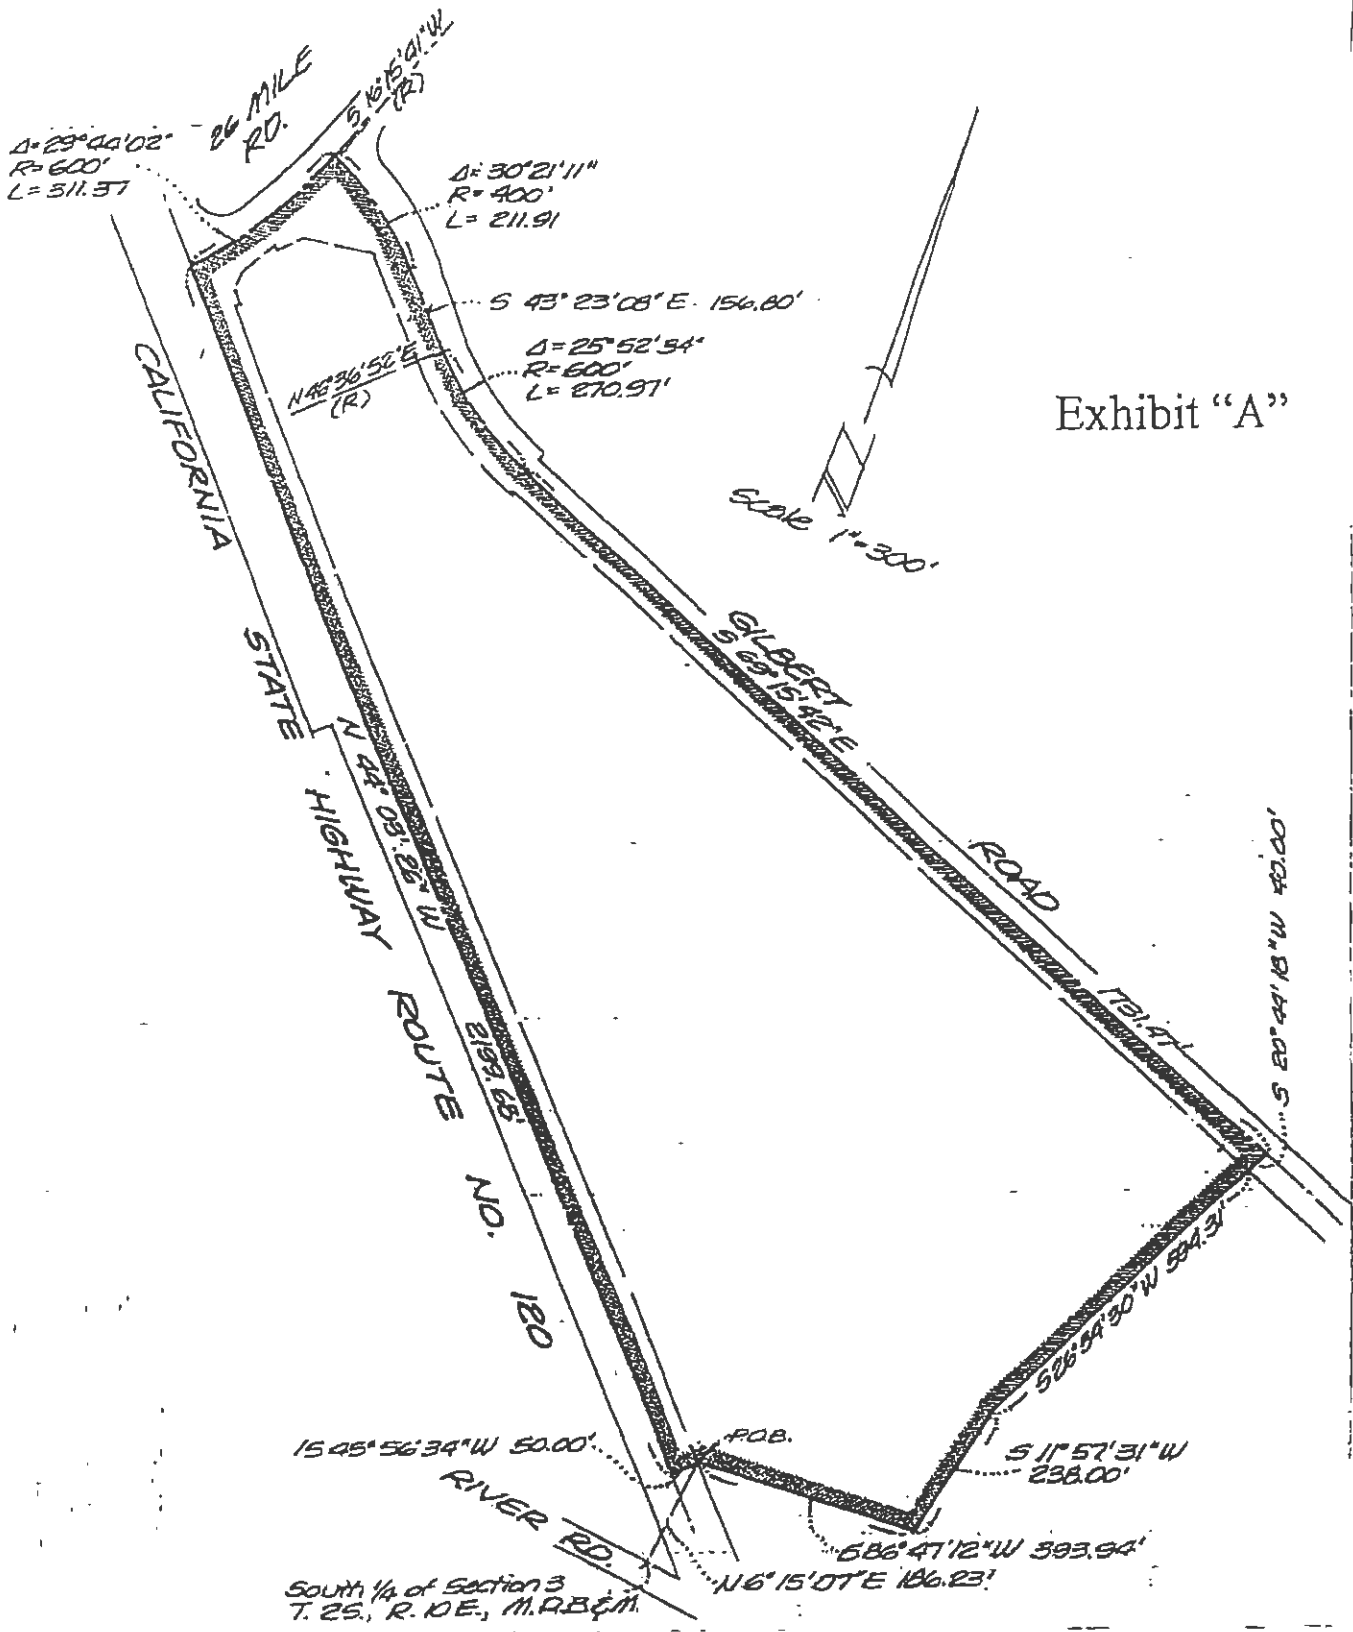 26 MILE
RD.
S 16°15'41"W
(R)
Δ=29°44'02"
R=600'
L=311.37
Δ=30°21'11"
R=400'
L=211.91
S 43°23'08"E 156.80'
Δ=25°52'34"
R=600'
L=270.97'
N46°36'52"E
(R)
Exhibit “A”
Scale 1"=300'
CALIFORNIA
STATE
HIGHWAY
ROUTE
NO.
120
N 44°03'26" W
2199.68'
GILBERT
S 69°15'42"E
ROAD
1731.47'
S 20°44'18"W 40.00'
S26°34'30"W 594.31'
S 11°57'31"W
238.00'
P.O.B.
S45°56'34"W 50.00'
RIVER RD.
S86°47'12"W 393.94'
N6°15'07"E 186.23'
South 1/4 of Section 3
T. 2S., R. 10E., M.D.B.&M.